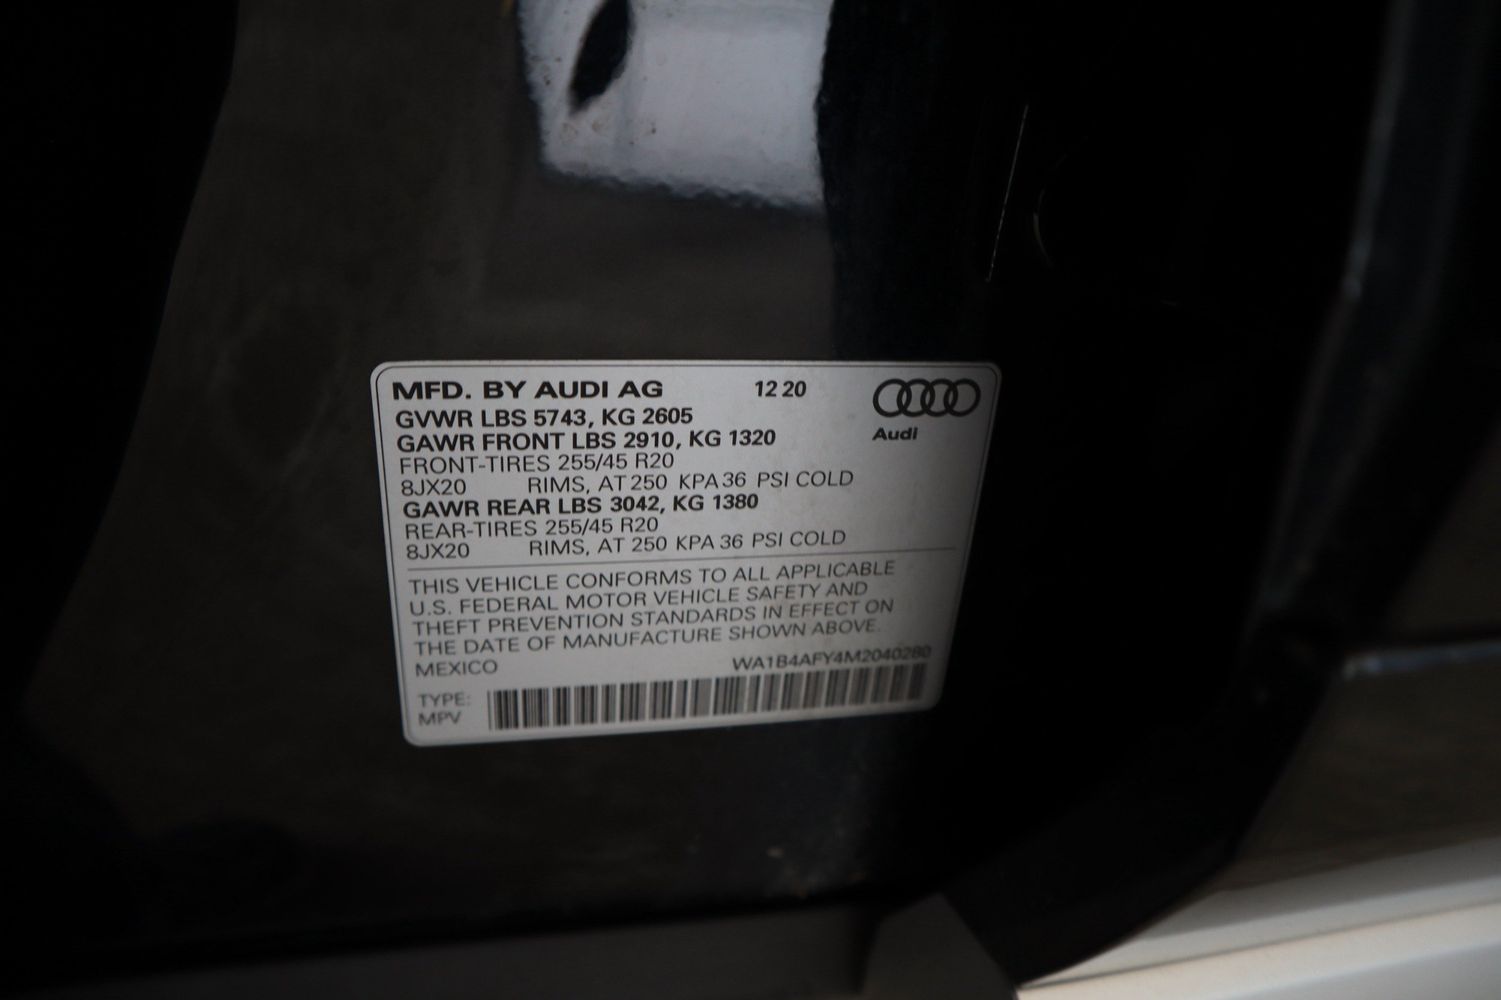 MFD. BY AUDI AG 12 20
GVWR LBS 5743, KG 2605
Audi
GAWR FRONT LBS 2910, KG 1320
FRONT-TIRES 255/45 R20
8JX20 RIMS, AT 250 KPA 36 PSI COLD
GAWR REAR LBS 3042, KG 1380
REAR-TIRES 255/45 R20
8JX20 RIMS, AT 250 KPA 36 PSI COLD
THIS VEHICLE CONFORMS TO ALL APPLICABLE
U.S. FEDERAL MOTOR VEHICLE SAFETY AND
THEFT PREVENTION STANDARDS IN EFFECT ON
THE DATE OF MANUFACTURE SHOWN ABOVE.
MEXICO WA1B4AFY4M2040280
TYPE:
MPV